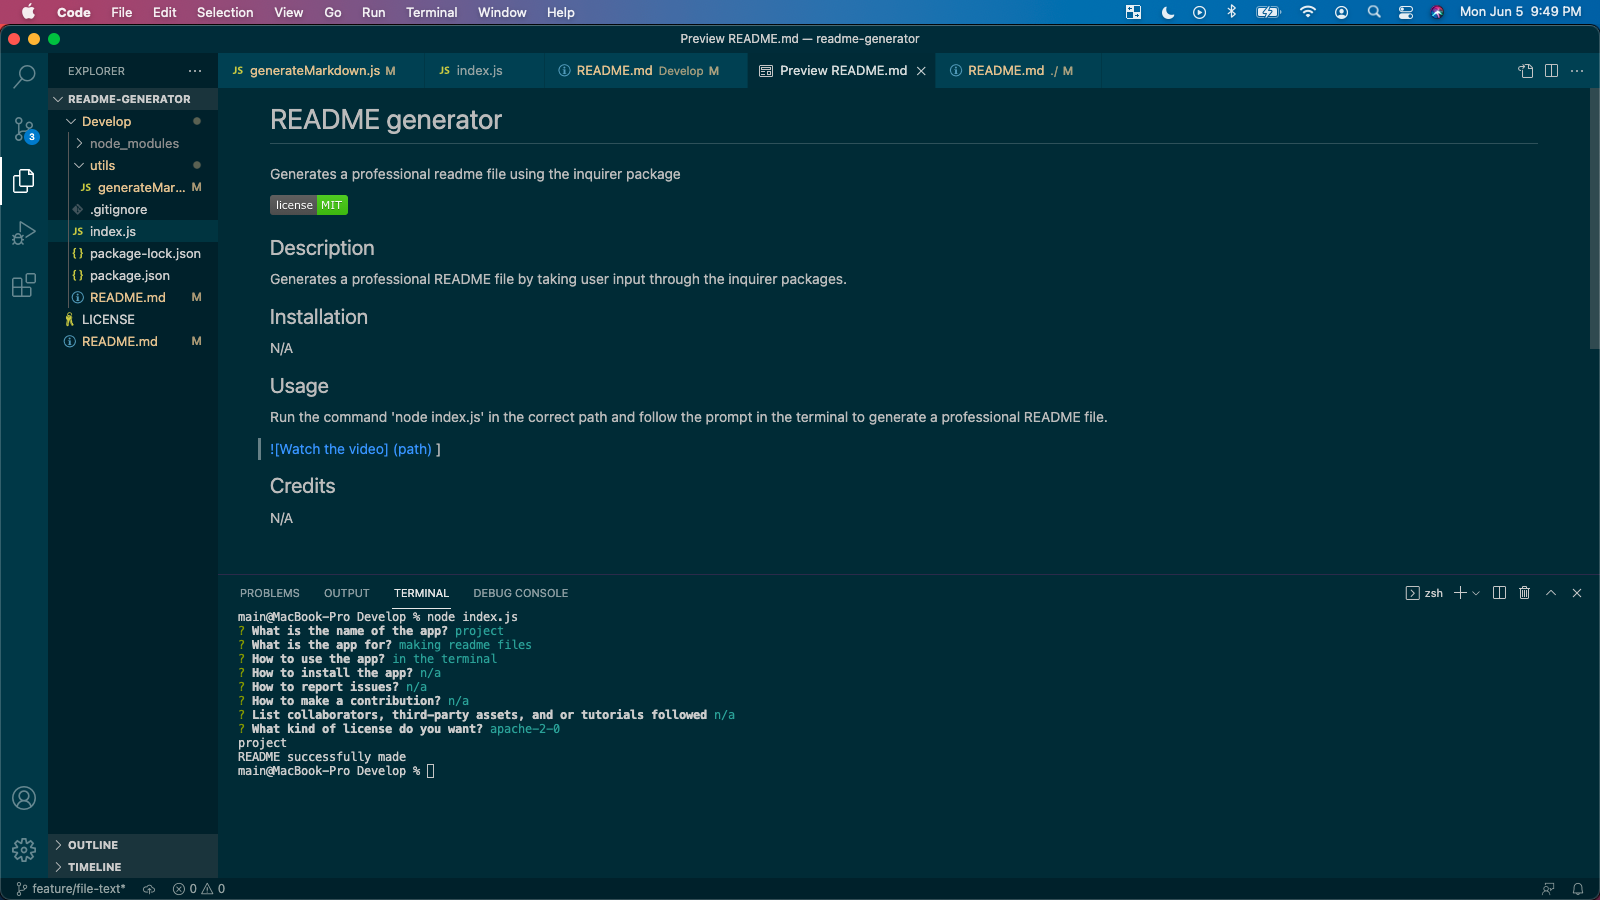 Code File Edit Selection View Go Run Terminal Window Help Mon Jun 5 9:49 PM
Preview README.md — readme-generator
EXPLORER
JS generateMarkdown.js M JS index.js README.md Develop M Preview README.md README.md ./ M
README-GENERATOR
Develop
node_modules
utils
JS generateMar... M
.gitignore
JS index.js
{} package-lock.json
{} package.json
README.md M
LICENSE
README.md M
3
OUTLINE
TIMELINE
README generator
Generates a professional readme file using the inquirer package
license MIT
Description
Generates a professional README file by taking user input through the inquirer packages.
Installation
N/A
Usage
Run the command 'node index.js' in the correct path and follow the prompt in the terminal to generate a professional README file.
![Watch the video] (path) ]
Credits
N/A
PROBLEMS OUTPUT TERMINAL DEBUG CONSOLE zsh
main@MacBook-Pro Develop % node index.js
? What is the name of the app? project
? What is the app for? making readme files
? How to use the app? in the terminal
? How to install the app? n/a
? How to report issues? n/a
? How to make a contribution? n/a
? List collaborators, third-party assets, and or tutorials followed n/a
? What kind of license do you want? apache-2-0
project
README successfully made
main@MacBook-Pro Develop %
feature/file-text* 0 0